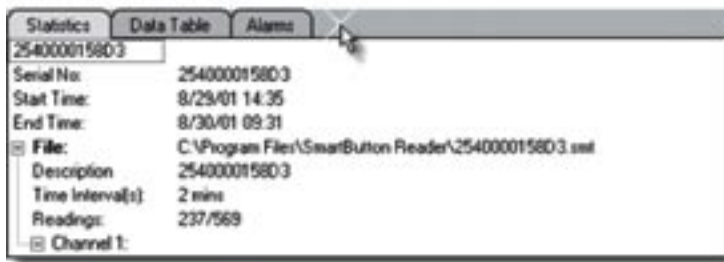 Statistics Data Table Alarms
2540000158D3
Serial No: 2540000158D3
Start Time: 8/29/01 14:35
End Time: 8/30/01 09:31
File: C:\Program Files\SmartButton Reader\2540000158D3.smt
Description 2540000158D3
Time Interval(s): 2 mins
Readings: 237/569
Channel 1: